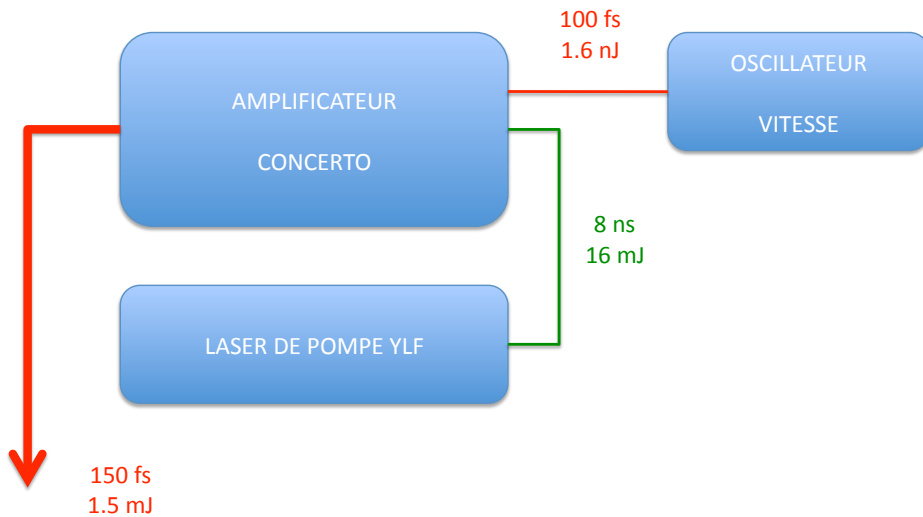 100 fs
1.6 nJ
OSCILLATEUR
VITESSE
AMPLIFICATEUR
CONCERTO
8 ns
16 mJ
LASER DE POMPE YLF
150 fs
1.5 mJ